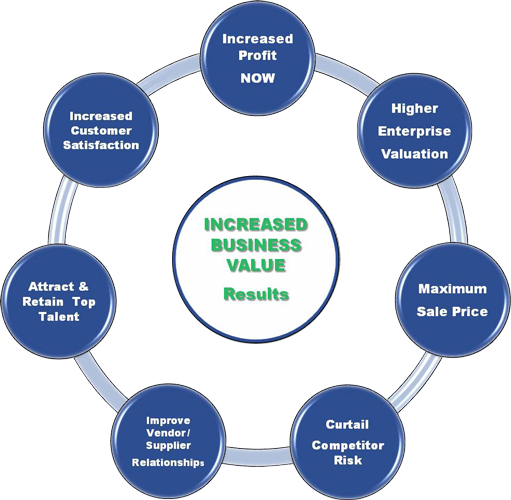 Increased
Profit
NOW
Higher
Enterprise
Valuation
Maximum
Sale Price
Curtail
Competitor
Risk
Improve
Vendor/
Supplier
Relationships
Attract &
Retain Top
Talent
Increased
Customer
Satisfaction
INCREASED
BUSINESS
VALUE
Results